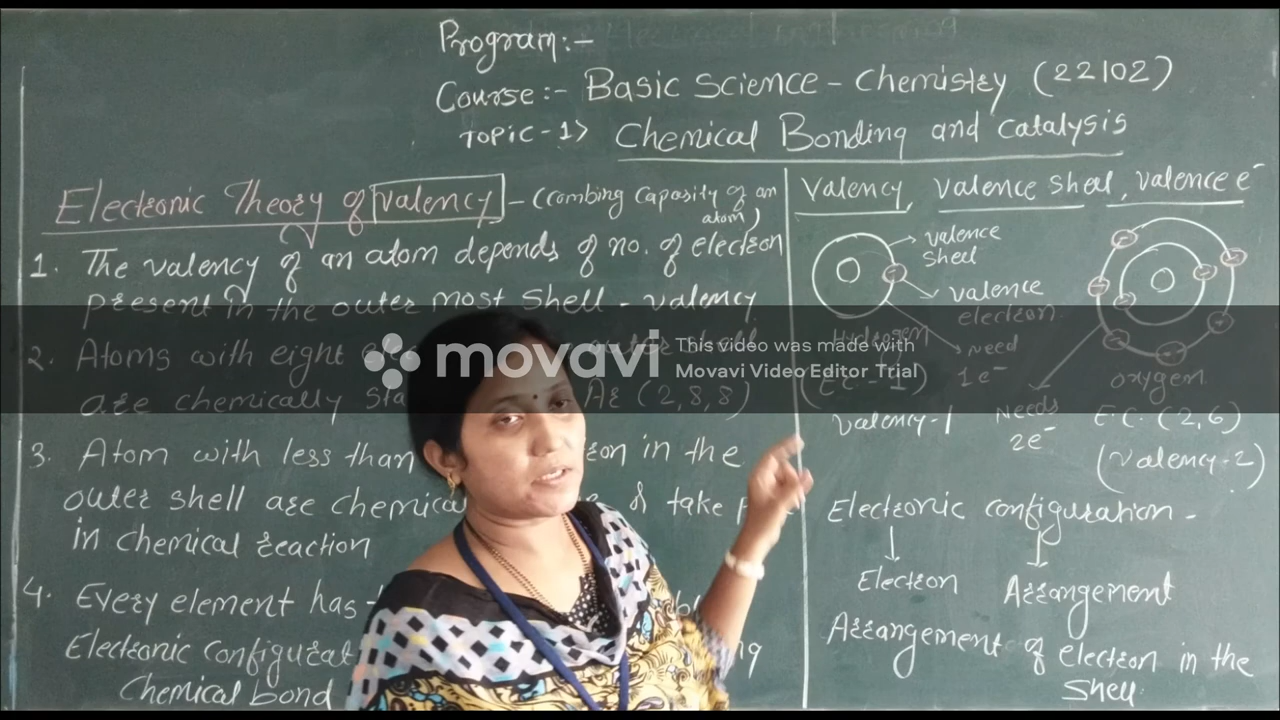 Program:-
Course:- Basic Science - Chemistry (22102)
TOPIC - 1> Chemical Bonding and Catalysis
Electronic Theory of Valency - (Combing Capasity of an atom)
1. The valency of an atom depends of no. of electron
present in the outer most shell - valency
2. Atoms with eight
are chemically sta Ar (2,8,8)
3. Atom with less than in the
outer shell are chemica & take
in chemical reaction
4. Every element has
Electronic Configurat
Chemical bond
Valency, Valence Shell, Valence e-
valence
shell
valence
electron
Hydrogen
(E.C - 1)
Need
1e-
valency-1
Needs
2e-
oxygen
E.C. (2,6)
(valency-2)
Electronic configuration -
Electron Arrangement
Arrangement of electron in the
shell
movavi
This video was made with
Movavi Video Editor Trial